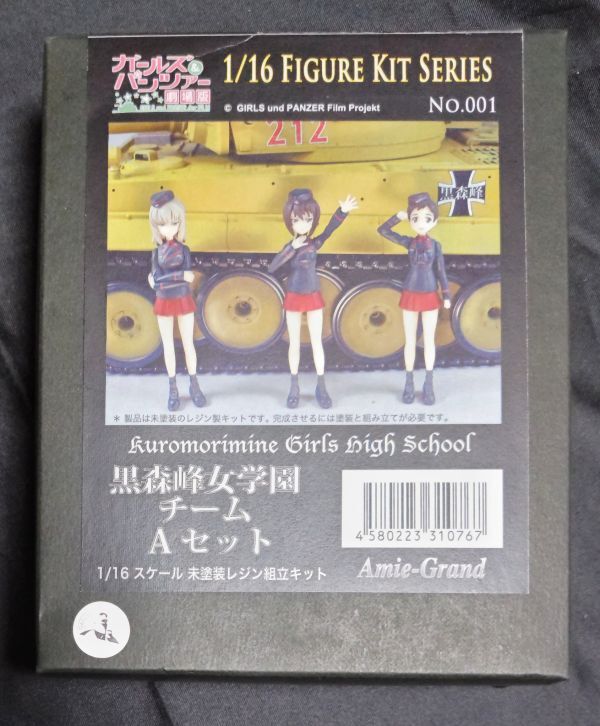 ガールズ&
パンツァー
劇場版
1/16 FIGURE KIT SERIES
© GIRLS und PANZER Film Projekt
No.001
212
黒森峰
* 製品は未塗装のレジン製キットです。完成させるには塗装と組み立てが必要です。
Kuromorimine Girls High School
黒森峰女学園
チーム
A セット
4 580223 310767
1/16 スケール 未塗装レジン組立キット
Amie-Grand